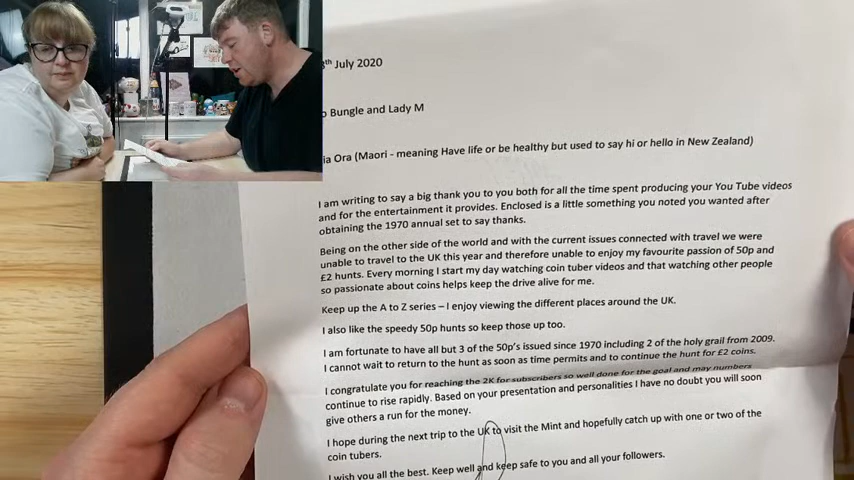 July 2020
Bungle and Lady M
Ora (Maori - meaning Have life or be healthy but used to say hi or hello in New Zealand)
I am writing to say a big thank you to you both for all the time spent producing your You Tube videos
and for the entertainment it provides. Enclosed is a little something you noted you wanted after
obtaining the 1970 annual set to say thanks.
Being on the other side of the world and with the current issues connected with travel we were
unable to travel to the UK this year and therefore unable to enjoy my favourite passion of 50p and
£2 hunts. Every morning I start my day watching coin tuber videos and that watching other people
so passionate about coins helps keep the drive alive for me.
Keep up the A to Z series – I enjoy viewing the different places around the UK.
I also like the speedy 50p hunts so keep those up too.
I am fortunate to have all but 3 of the 50p's issued since 1970 including 2 of the holy grail from 2009.
I cannot wait to return to the hunt as soon as time permits and to continue the hunt for £2 coins.
I congratulate you for reaching the 2K for subscribers so well done for the goal and may numbers
continue to rise rapidly. Based on your presentation and personalities I have no doubt you will soon
give others a run for the money.
I hope during the next trip to the UK to visit the Mint and hopefully catch up with one or two of the
coin tubers.
I wish you all the best. Keep well and keep safe to you and all your followers.